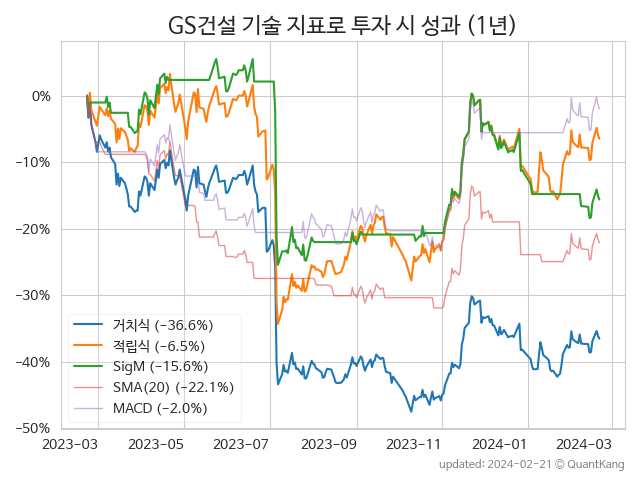 GS건설 기술 지표로 투자 시 성과 (1년)
0%
−10%
−20%
−30%
−40%
−50%
거치식 (−36.6%)
적립식 (−6.5%)
SigM (−15.6%)
SMA(20) (−22.1%)
MACD (−2.0%)
2023−03 2023−05 2023−07 2023−09 2023−11 2024−01 2024−03
updated: 2024−02−21 © QuantKang